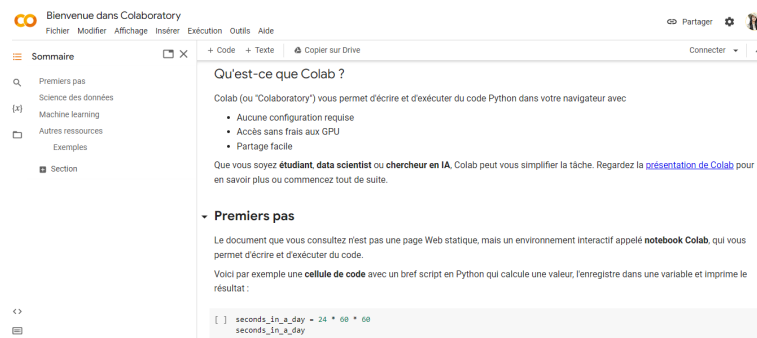 Bienvenue dans Colaboratory
Fichier Modifier Affichage Insérer Exécution Outils Aide
Partager
Sommaire
Premiers pas
Science des données
Machine learning
Autres ressources
Exemples
Section
+ Code + Texte Copier sur Drive Connecter
Qu'est-ce que Colab ?
Colab (ou "Colaboratory") vous permet d'écrire et d'exécuter du code Python dans votre navigateur avec
• Aucune configuration requise
• Accès sans frais aux GPU
• Partage facile
Que vous soyez étudiant, data scientist ou chercheur en IA, Colab peut vous simplifier la tâche. Regardez la présentation de Colab pour
en savoir plus ou commencez tout de suite.
Premiers pas
Le document que vous consultez n'est pas une page Web statique, mais un environnement interactif appelé notebook Colab, qui vous
permet d'écrire et d'exécuter du code.
Voici par exemple une cellule de code avec un bref script en Python qui calcule une valeur, l'enregistre dans une variable et imprime le
résultat :
[ ] seconds_in_a_day = 24 * 60 * 60
seconds_in_a_day